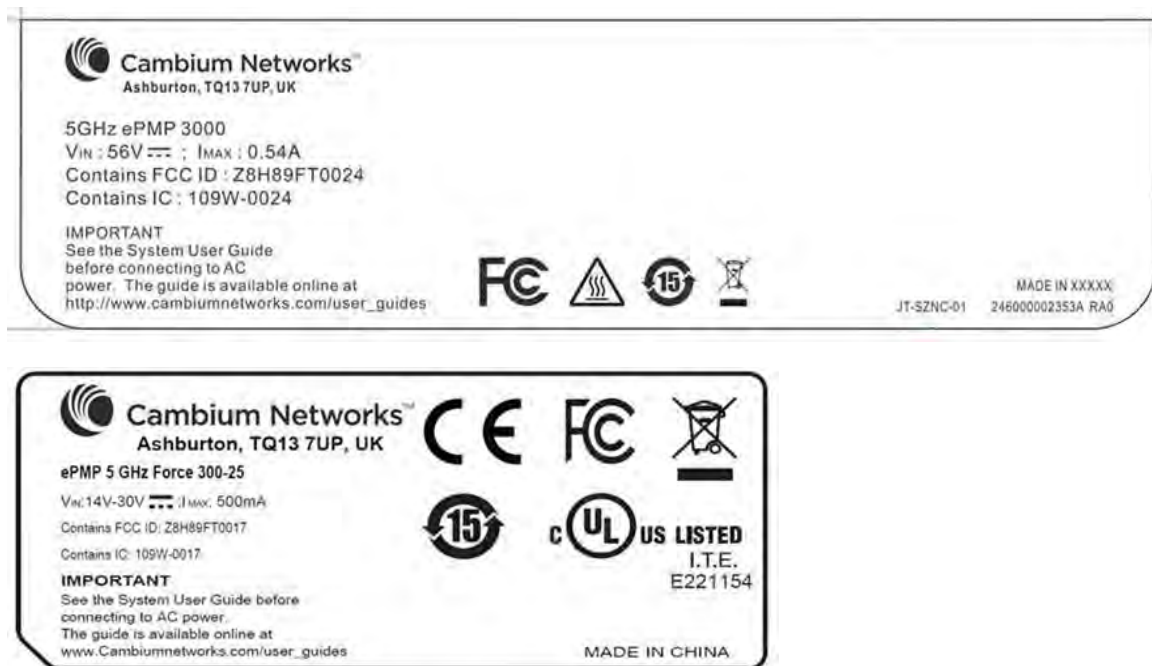 Cambium Networks™
Ashburton, TQ13 7UP, UK
5GHz ePMP 3000
VIN : 56V ; IMAX : 0.54A
Contains FCC ID : Z8H89FT0024
Contains IC : 109W-0024
IMPORTANT
See the System User Guide
before connecting to AC
power. The guide is available online at
http://www.cambiumnetworks.com/user_guides
FC
15
MADE IN XXXXX
JT-SZNC-01 246000002353A RA0
Cambium Networks™
Ashburton, TQ13 7UP, UK
ePMP 5 GHz Force 300-25
VIN:14V-30V ;IMAX: 500mA
Contains FCC ID: Z8H89FT0017
Contains IC: 109W-0017
IMPORTANT
See the System User Guide before
connecting to AC power.
The guide is available online at
www.Cambiumnetworks.com/user_guides
CE FC
15
C UL US LISTED
I.T.E.
E221154
MADE IN CHINA